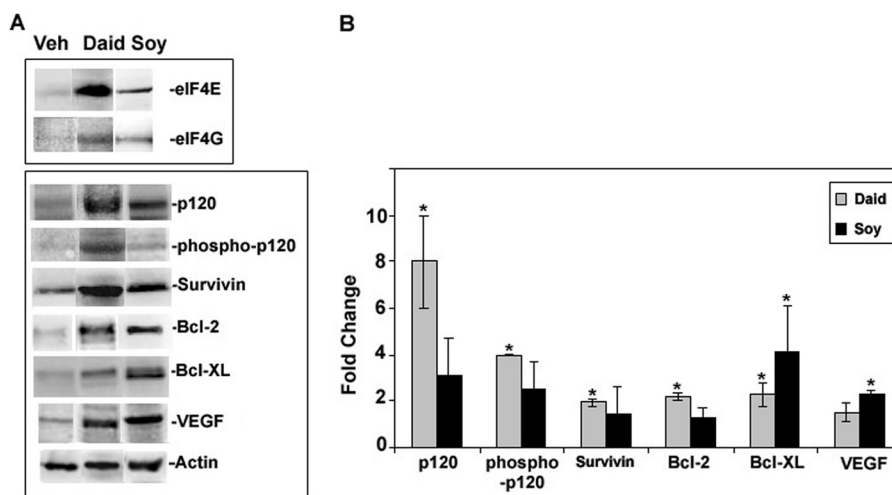 A
Veh Daid Soy
-eIF4E
-eIF4G
-p120
-phospho-p120
-Survivin
-Bcl-2
-Bcl-XL
-VEGF
-Actin
B
Fold Change
10
8
6
4
2
0
* * * * * * *
Daid
Soy
p120 phospho-p120 Survivin Bcl-2 Bcl-XL VEGF